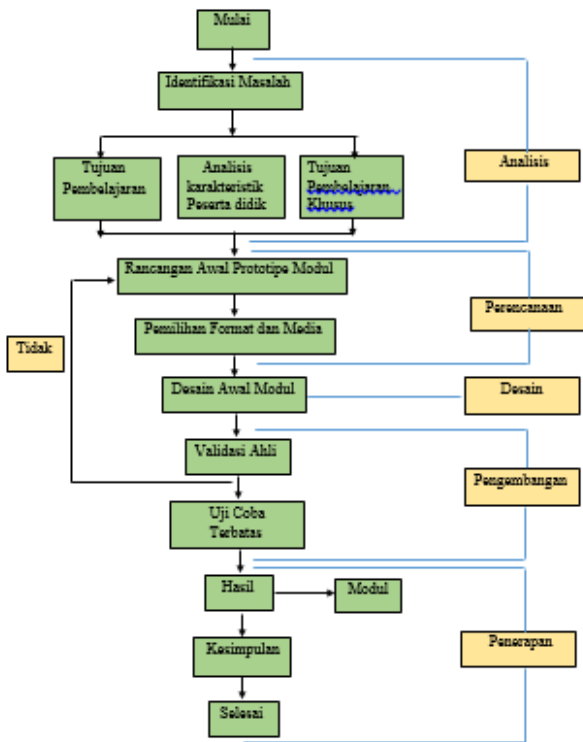 Mulai
Identifikasi Masalah
Analisis
Tujuan
Pembelajaran
Analisis
karakteristik
Peserta didik
Tujuan
Pembelajaran
Khusus
Rancangan Awal Prototipe Modul
Perencanaan
Pemilihan Format dan Media
Tidak
Desain Awal Modul
Desain
Validasi Ahli
Pengembangan
Uji Coba
Terbatas
Hasil
Modul
Kesimpulan
Penerapan
Selesai